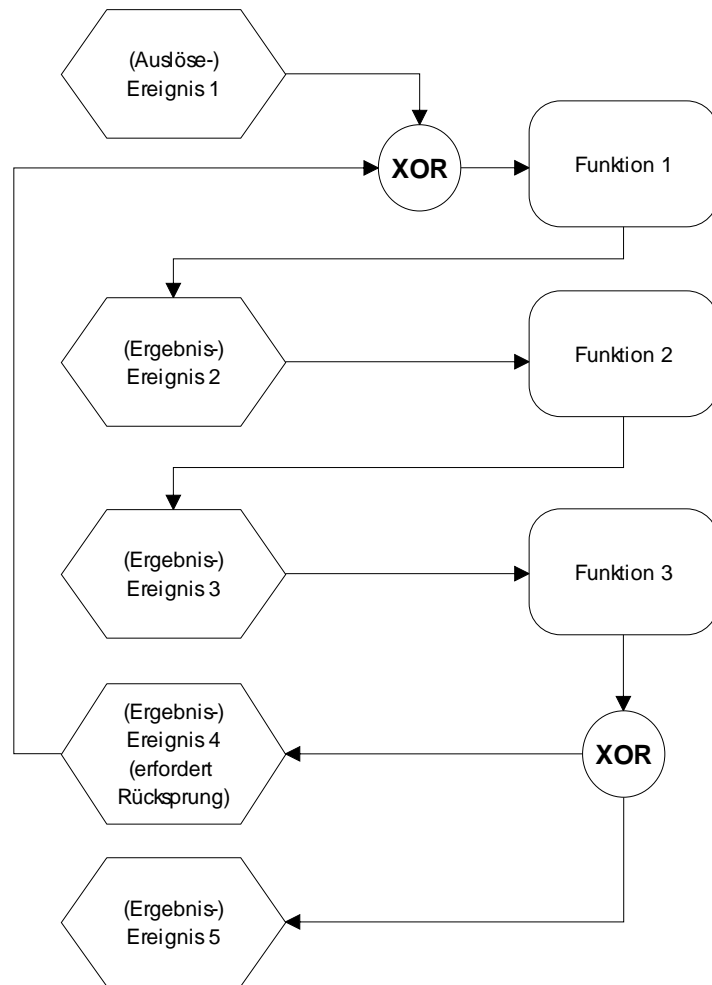 (Auslöse-)
Ereignis 1
XOR
Funktion 1
(Ergebnis-)
Ereignis 2
Funktion 2
(Ergebnis-)
Ereignis 3
Funktion 3
(Ergebnis-)
Ereignis 4
(erfordert
Rücksprung)
XOR
(Ergebnis-)
Ereignis 5